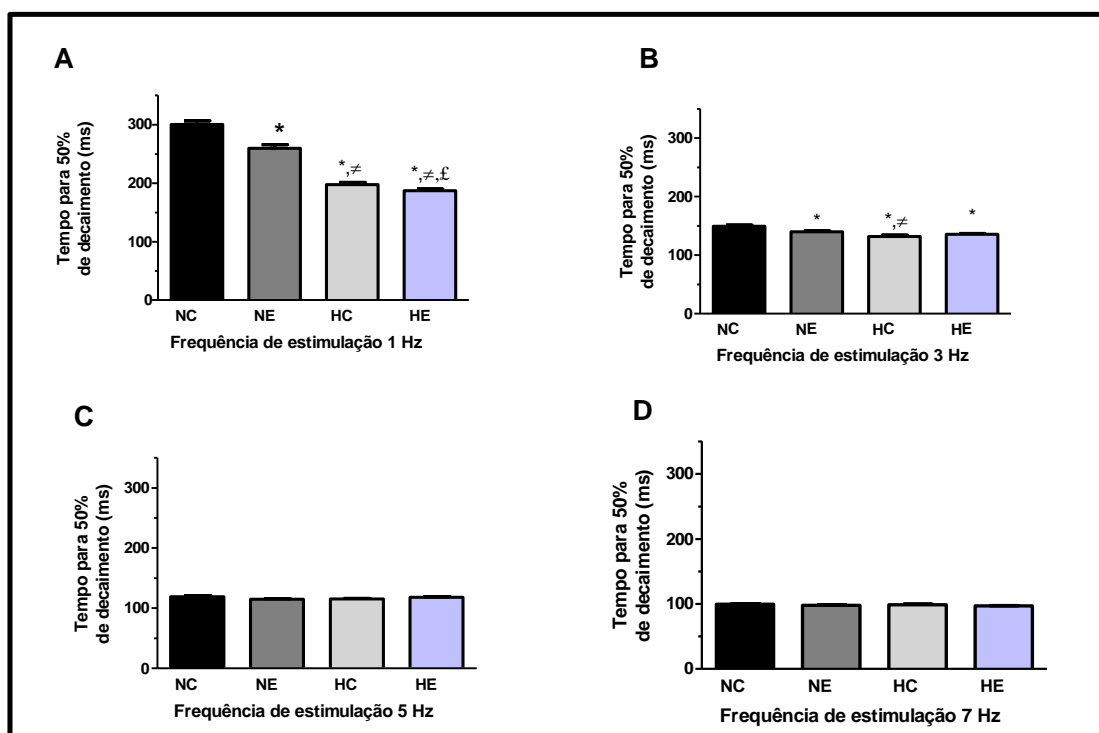 A
Tempo para 50%
de decaimento (ms)
300
200
100
0
*
*,≠
*,≠,£
NC NE HC HE
Frequência de estimulação 1 Hz
B
Tempo para 50%
de decaimento (ms)
300
200
100
0
*
*,≠
*
NC NE HC HE
Frequência de estimulação 3 Hz
C
Tempo para 50%
de decaimento (ms)
300
200
100
0
NC NE HC HE
Frequência de estimulação 5 Hz
D
Tempo para 50%
de decaimento (ms)
300
200
100
0
NC NE HC HE
Frequência de estimulação 7 Hz